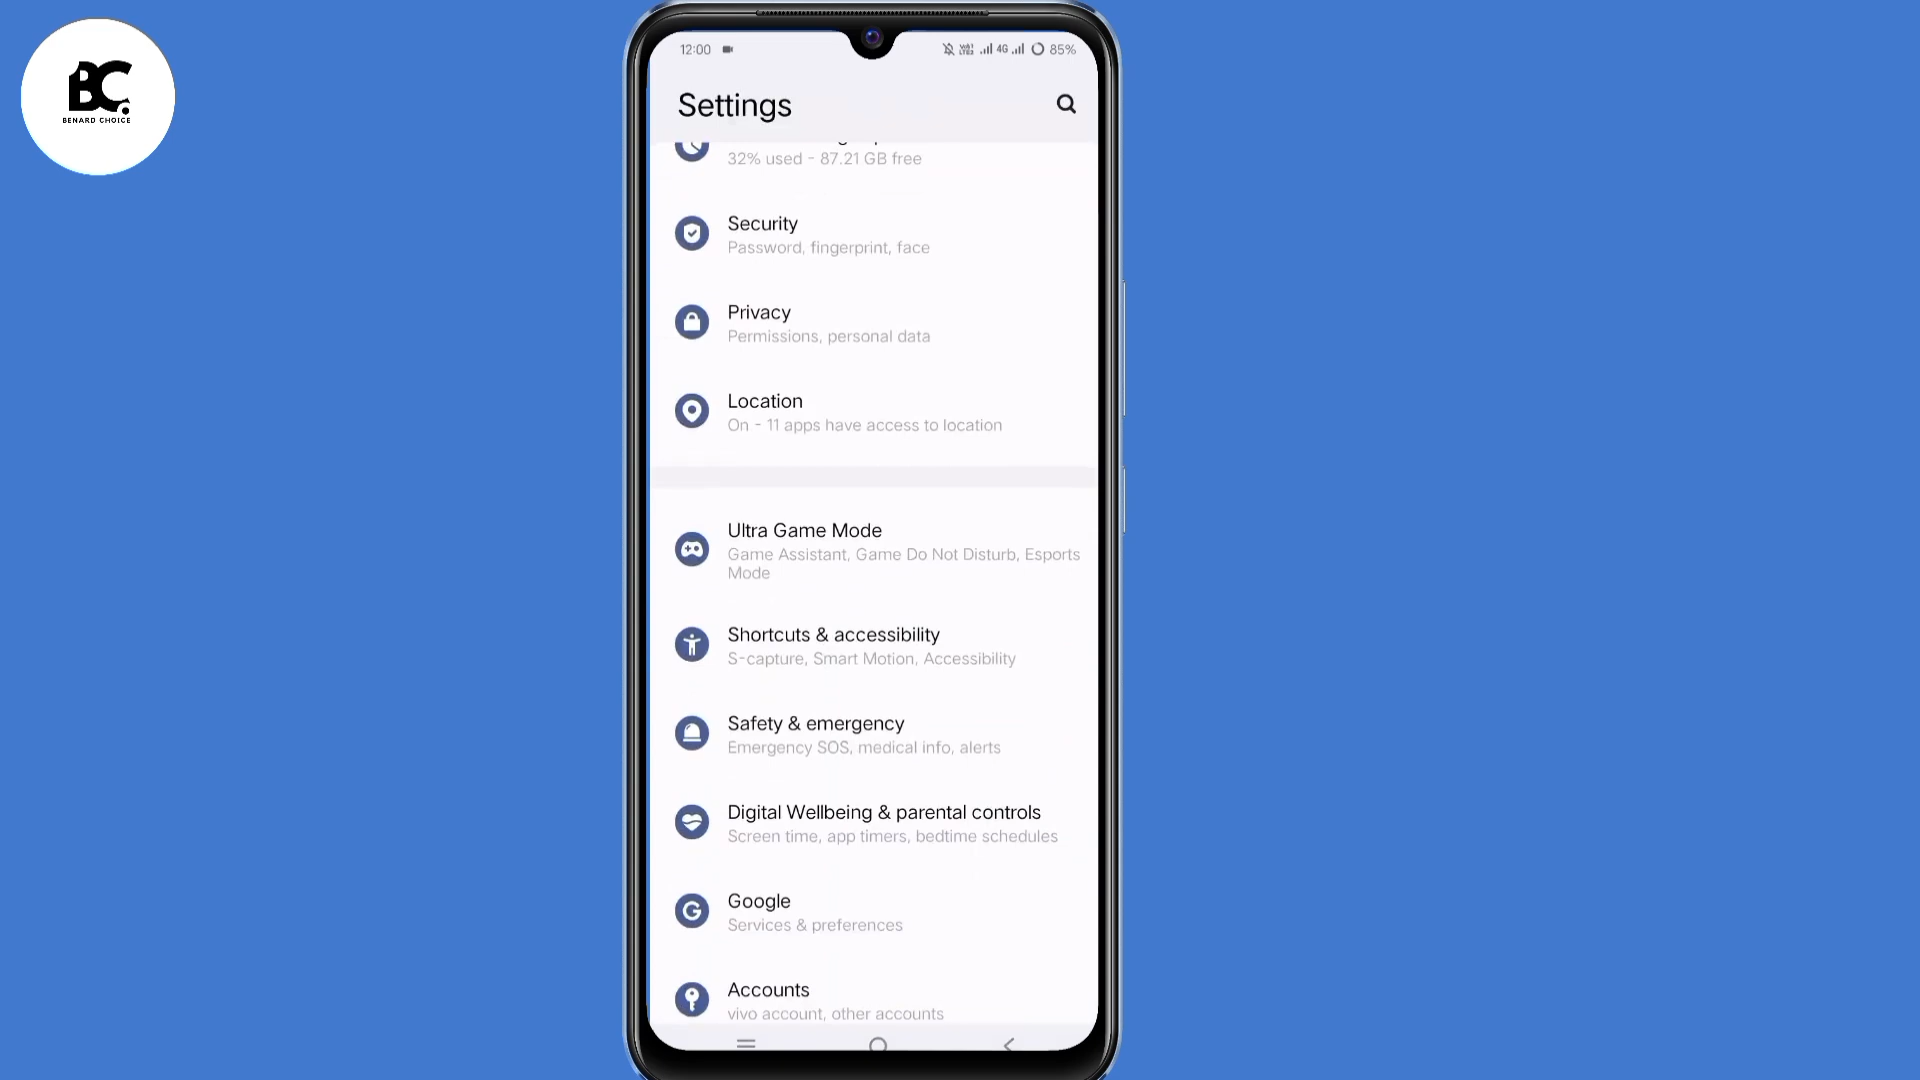 BC.
BENARD CHOICE
12:00 4G 85%
Settings
32% used - 87.21 GB free
Security
Password, fingerprint, face
Privacy
Permissions, personal data
Location
On - 11 apps have access to location
Ultra Game Mode
Game Assistant, Game Do Not Disturb, Esports
Mode
Shortcuts & accessibility
S-capture, Smart Motion, Accessibility
Safety & emergency
Emergency SOS, medical info, alerts
Digital Wellbeing & parental controls
Screen time, app timers, bedtime schedules
Google
Services & preferences
Accounts
vivo account, other accounts